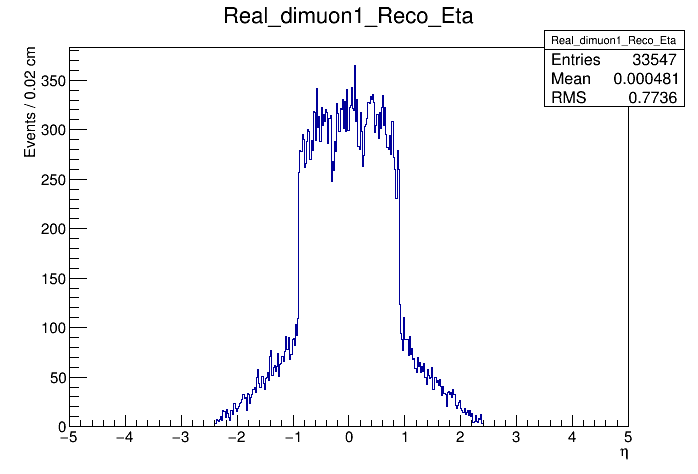 Real_dimuon1_Reco_Eta
Real_dimuon1_Reco_Eta
Entries 33547
Mean 0.000481
RMS 0.7736
Events / 0.02 cm
350
300
250
200
150
100
50
0
−5 −4 −3 −2 −1 0 1 2 3 4 5
η